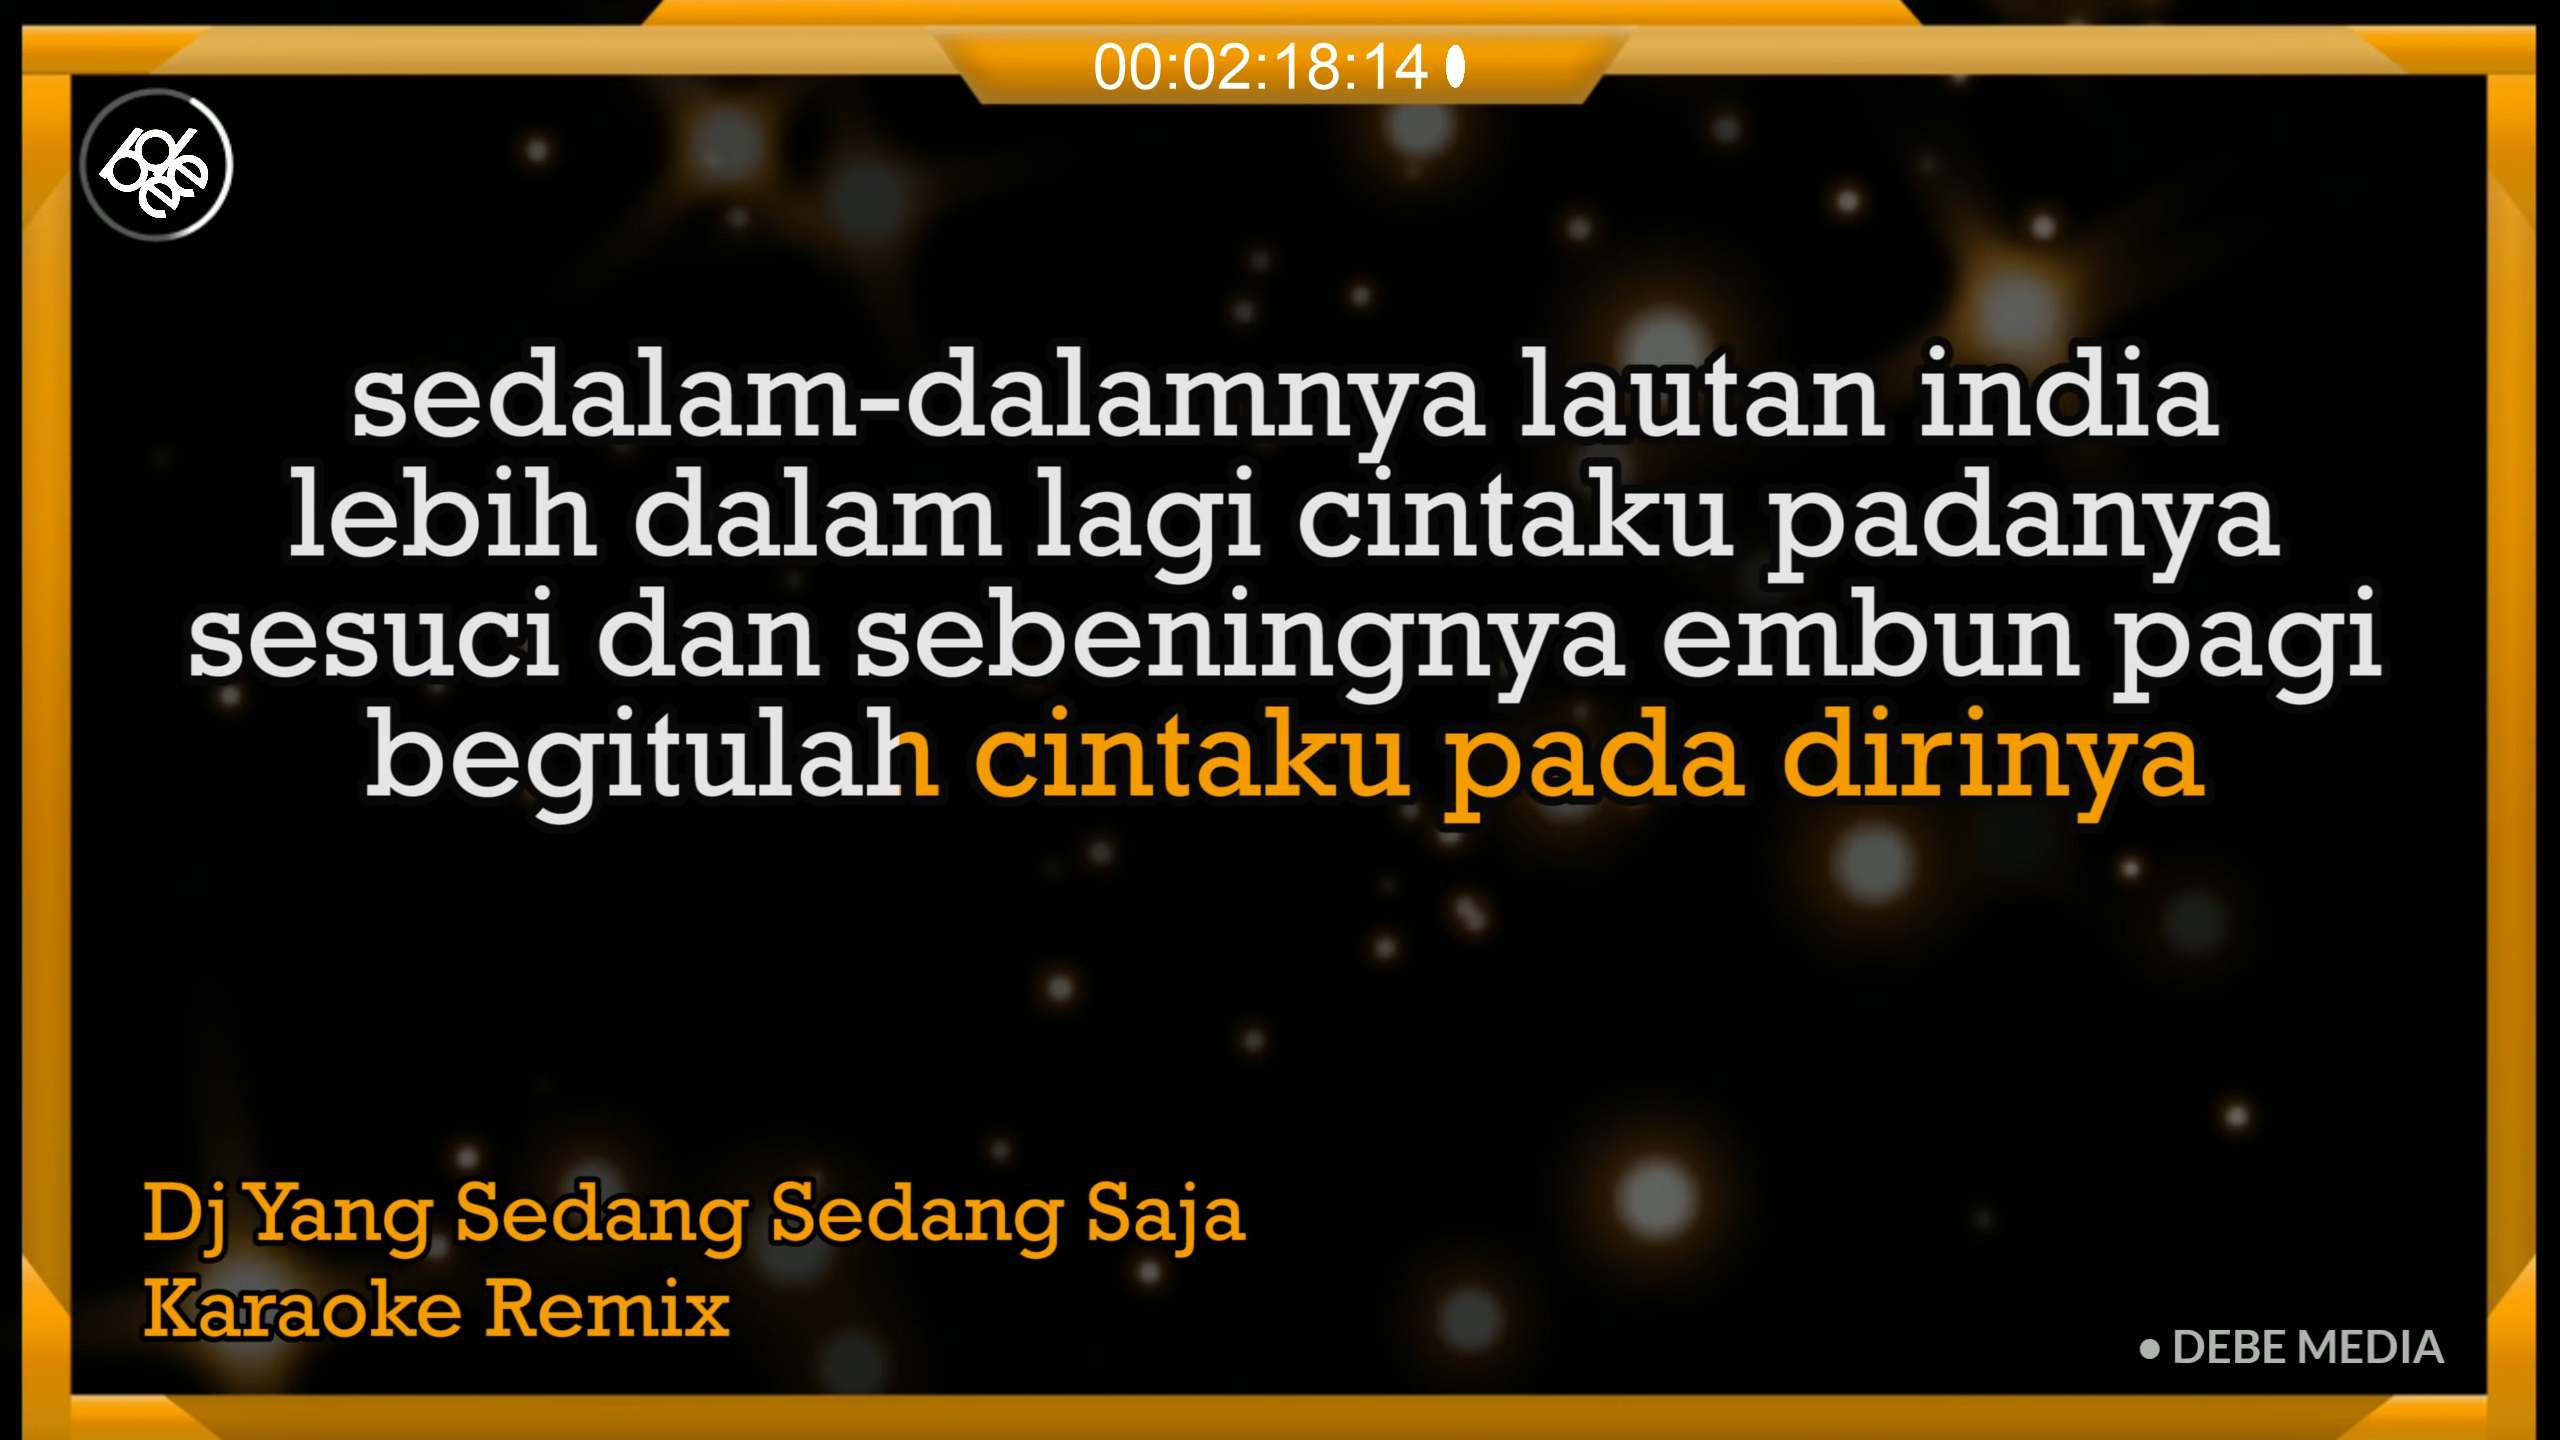 00:02:18:14
debe
sedalam-dalamnya lautan india
lebih dalam lagi cintaku padanya
sesuci dan sebeningnya embun pagi
begitulah cintaku pada dirinya
Dj Yang Sedang Sedang Saja
Karaoke Remix
• DEBE MEDIA